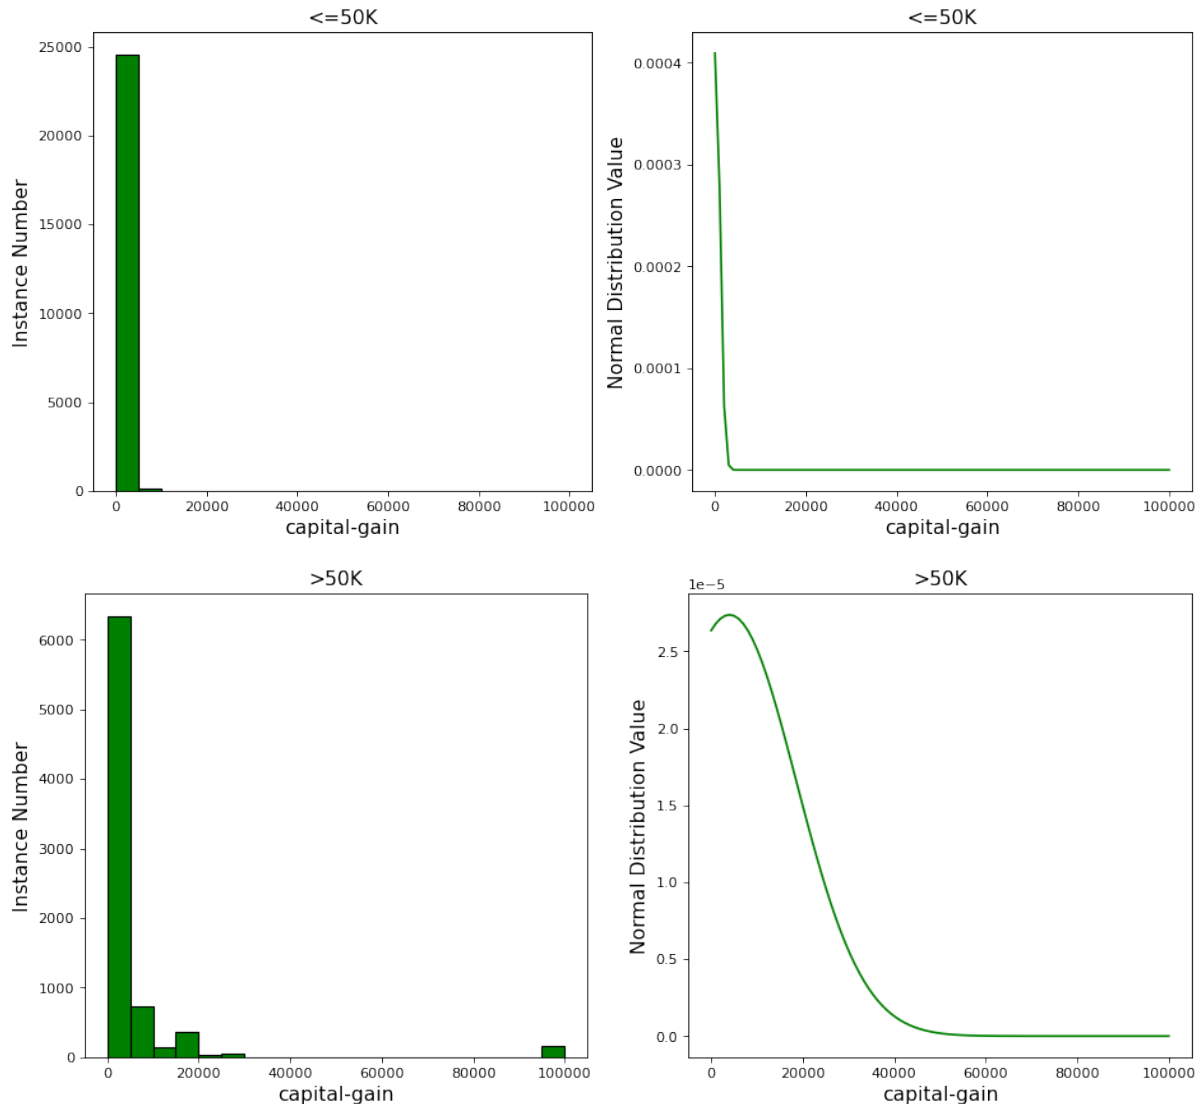 <=50K
25000
20000
15000
10000
5000
0
Instance Number
0 20000 40000 60000 80000 100000
capital-gain
<=50K
0.0004
0.0003
0.0002
0.0001
0.0000
Normal Distribution Value
0 20000 40000 60000 80000 100000
capital-gain
>50K
6000
5000
4000
3000
2000
1000
0
Instance Number
0 20000 40000 60000 80000 100000
capital-gain
>50K
1e−5
2.5
2.0
1.5
1.0
0.5
0.0
Normal Distribution Value
0 20000 40000 60000 80000 100000
capital-gain